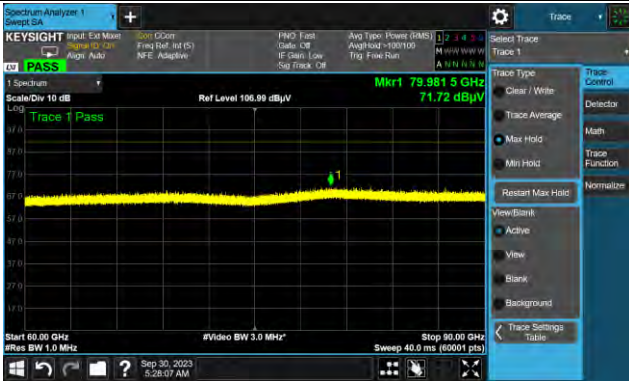 Spectrum Analyzer 1
Swept SA
+
Trace
KEYSIGHT Input: Ext Mixer
Signal ID: On
Align: Auto
Corr CCorr
Freq Ref: Int (S)
NFE: Adaptive
PNO: Fast
Gate: Off
IF Gain: Low
Sig Track: Off
Avg Type: Power (RMS)
Avg|Hold:>100/100
Trig: Free Run
1 2 3 4 5 6
M W W W W W
A N N N N N
LXI PASS
Select Trace
Trace 1
1 Spectrum
Scale/Div 10 dB
Ref Level 106.99 dBµV
Mkr1 79.981 5 GHz
71.72 dBµV
Log
Trace 1 Pass
97.0
87.0
77.0
67.0
57.0
47.0
37.0
27.0
17.0
1
Start 60.00 GHz
#Res BW 1.0 MHz
#Video BW 3.0 MHz*
Stop 90.00 GHz
Sweep 40.0 ms (60001 pts)
Trace Type
Clear / Write
Trace Average
Max Hold
Min Hold
Restart Max Hold
View/Blank
Active
View
Blank
Background
Trace Settings
Table
Trace
Control
Detector
Math
Trace
Function
Normalize
?
Sep 30, 2023
5:28:07 AM